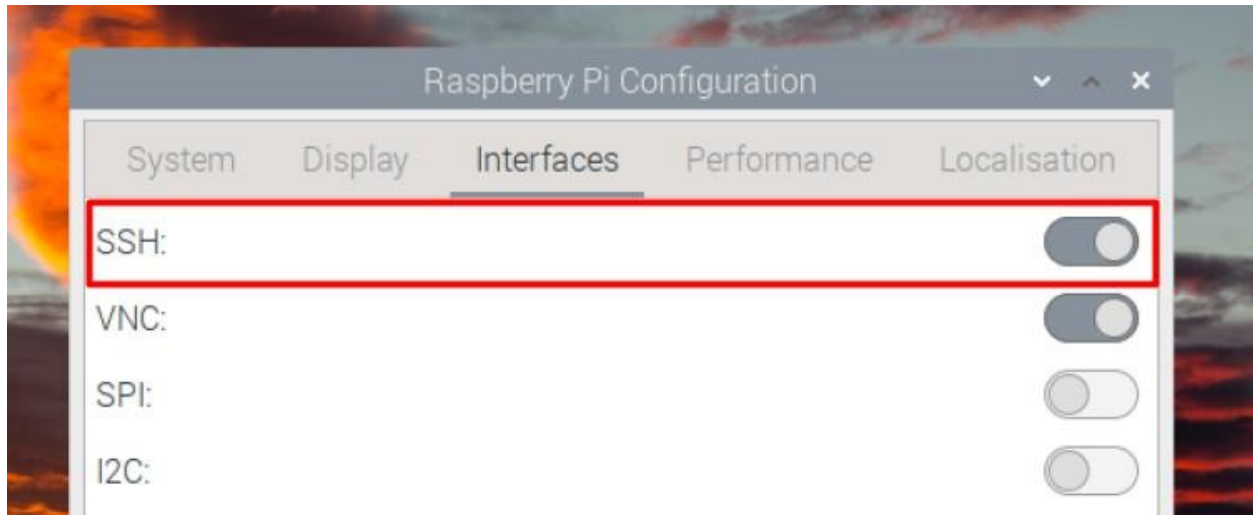 Raspberry Pi Configuration
System Display Interfaces Performance Localisation
SSH:
VNC:
SPI:
I2C: